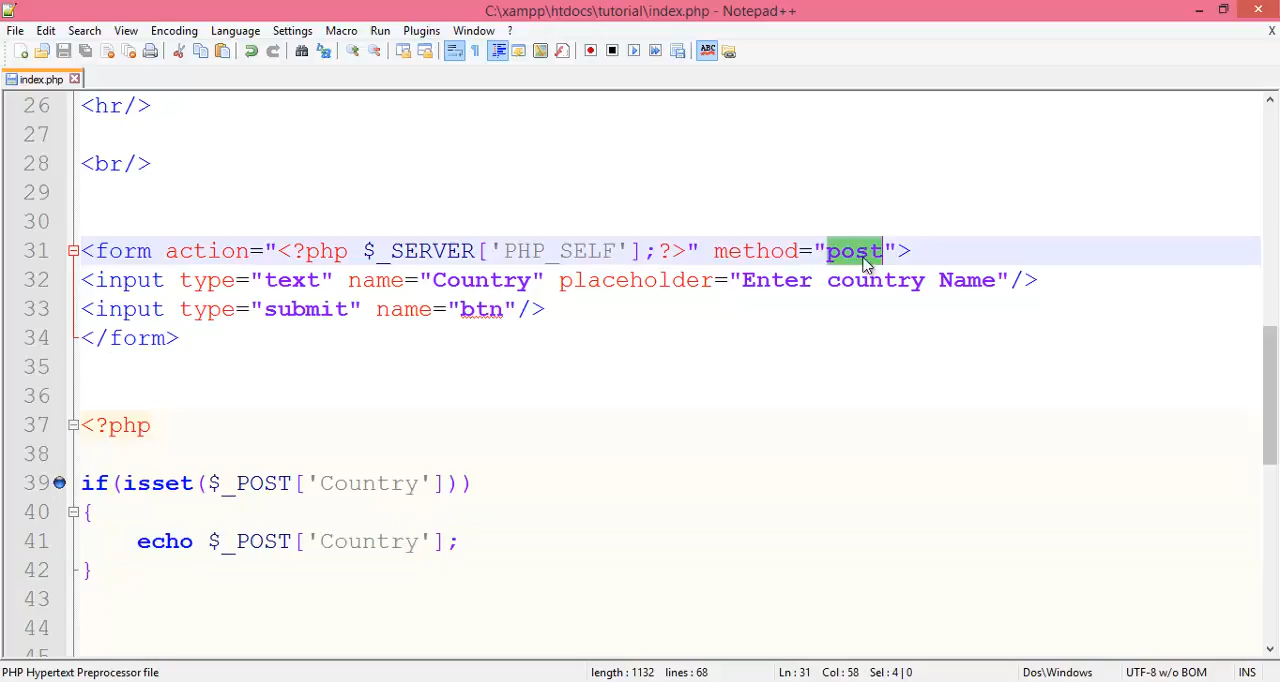 C:\xampp\htdocs\tutorial\index.php - Notepad++
File Edit Search View Encoding Language Settings Macro Run Plugins Window ? X
ABC
index.php
26 <hr/>
27
28 <br/>
29
30
31 <form action="<?php $_SERVER['PHP_SELF'];?>" method="post">
32 <input type="text" name="Country" placeholder="Enter country Name"/>
33 <input type="submit" name="btn"/>
34 </form>
35
36
37 <?php
38
39 if(isset($_POST['Country']))
40 {
41 echo $_POST['Country'];
42 }
43
44
45
PHP Hypertext Preprocessor file length : 1132 lines : 68 Ln : 31 Col : 58 Sel : 4 | 0 Dos\Windows UTF-8 w/o BOM INS